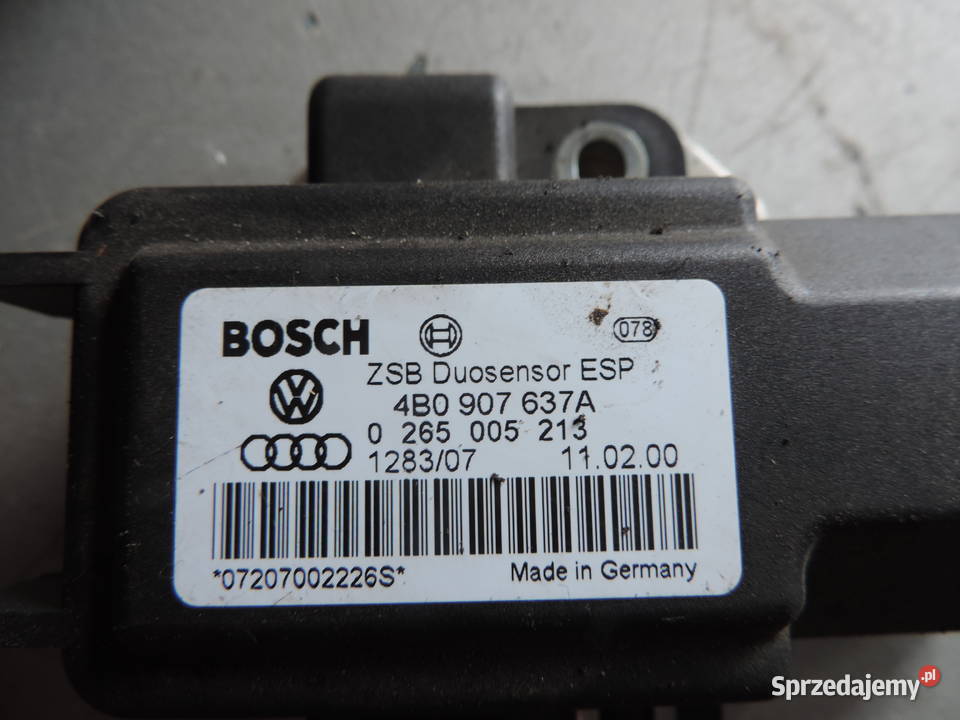 BOSCH
078
ZSB Duosensor ESP
4B0 907 637A
0 265 005 213
1283/07 11.02.00
*07207002226S*
Made in Germany
Sprzedajemy.pl